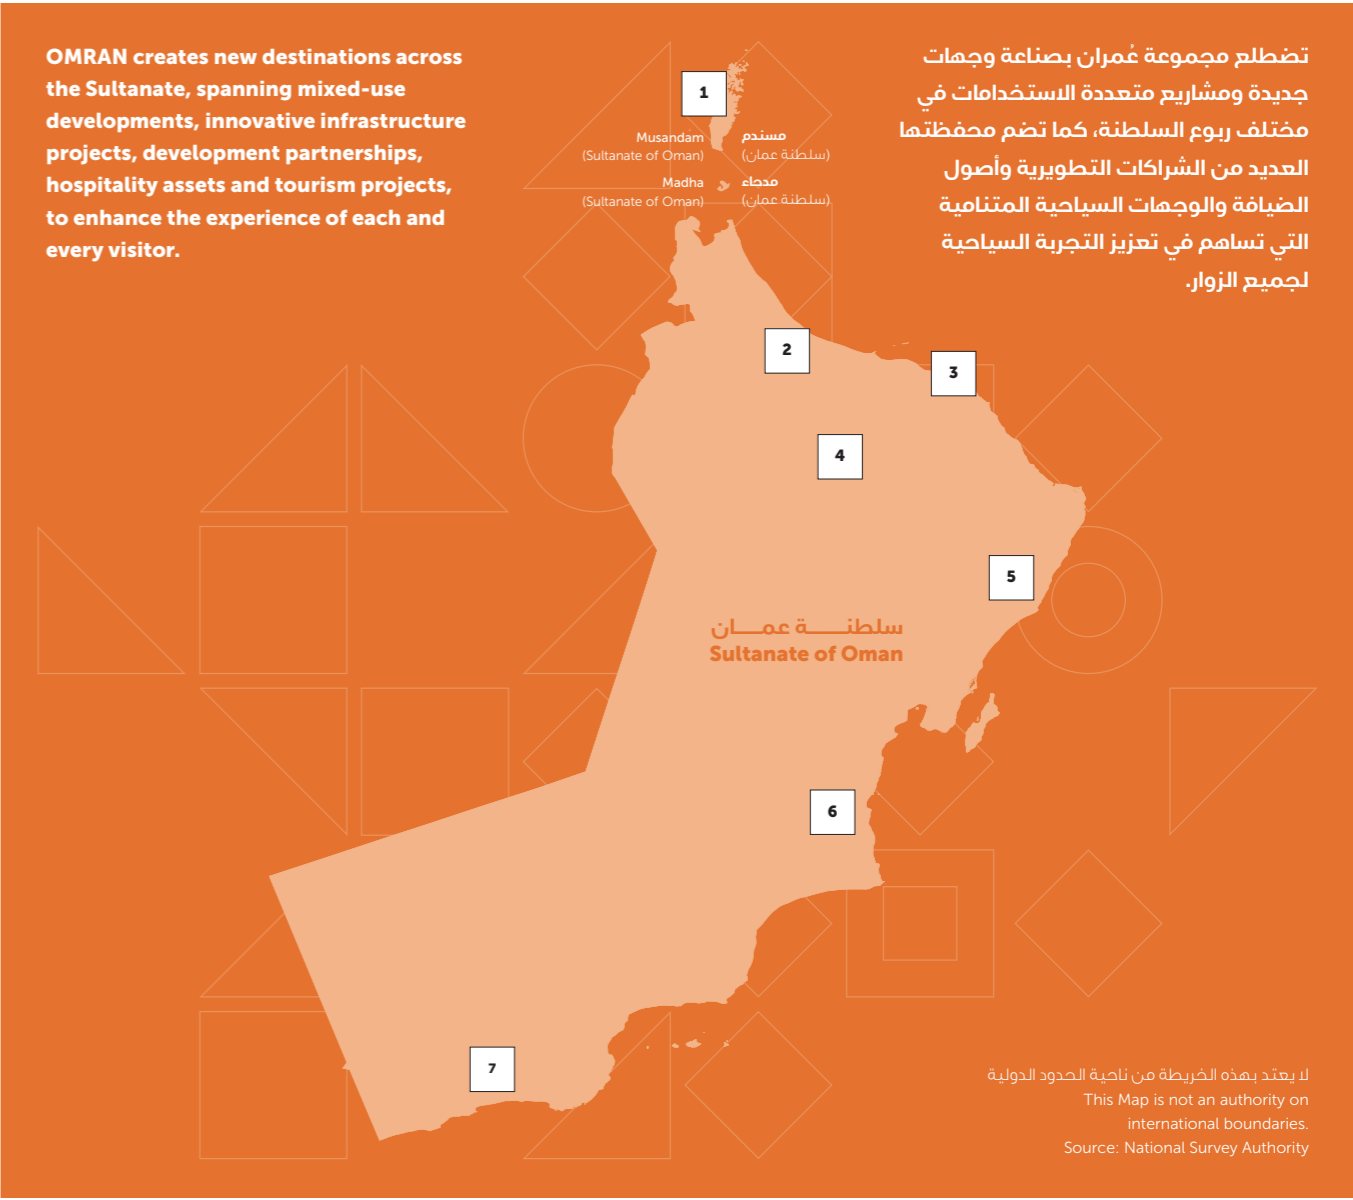 OMRAN creates new destinations across
the Sultanate, spanning mixed-use
developments, innovative infrastructure
projects, development partnerships,
hospitality assets and tourism projects,
to enhance the experience of each and
every visitor.
تضطلع مجموعة عُمران بصناعة وجهات
جديدة ومشاريع متعددة الاستخدامات في
مختلف ربوع السلطنة، كما تضم محفظتها
العديد من الشراكات التطويرية وأصول
الضيافة والوجهات السياحية المتنامية
التي تساهم في تعزيز التجربة السياحية
لجميع الزوار.
1
Musandam مسندم
(Sultanate of Oman) (سلطنة عمان)
Madha مدحاء
(Sultanate of Oman) (سلطنة عمان)
2
3
4
5
سلطنـــــــة عمـــــان
Sultanate of Oman
6
7
لا يعتد بهذه الخريطة من ناحية الحدود الدولية
This Map is not an authority on
international boundaries.
Source: National Survey Authority